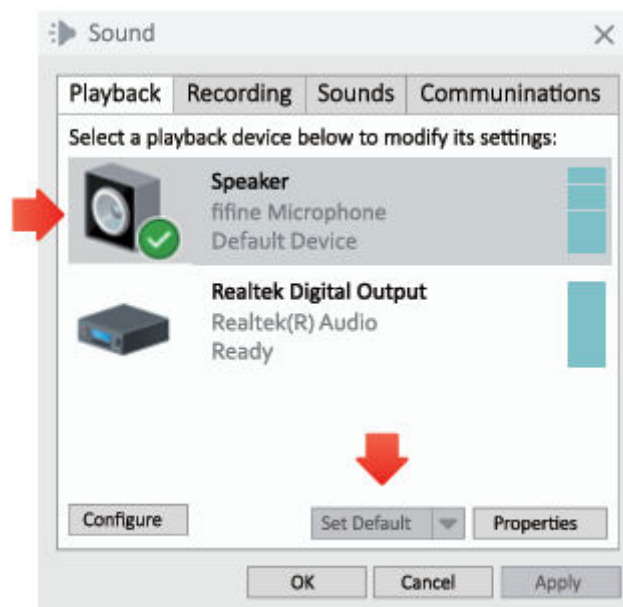 Sound
Playback Recording Sounds Communinations
Select a playback device below to modify its settings:
Speaker
fifine Microphone
Default Device
Realtek Digital Output
Realtek(R) Audio
Ready
Configure Set Default Properties
OK Cancel Apply